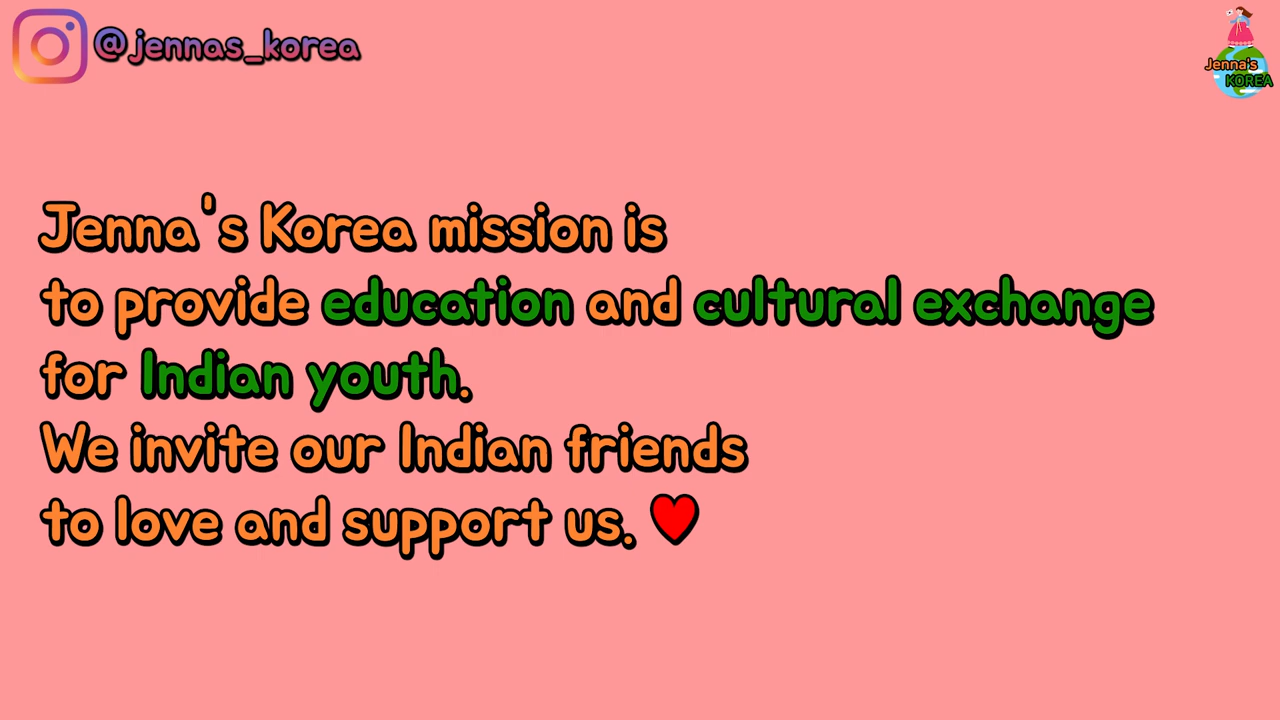 @jennas_korea
Jenna's
KOREA
Jenna's Korea mission is
to provide education and cultural exchange
for Indian youth.
We invite our Indian friends
to love and support us. ❤